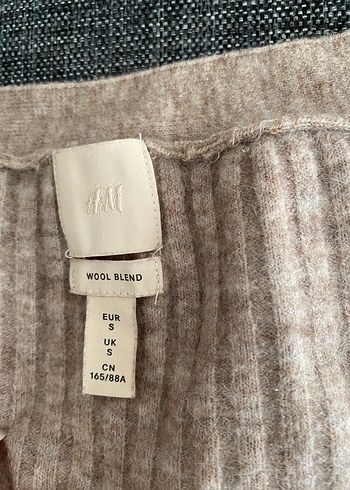 H&M
WOOL BLEND
EUR
S
UK
S
CN
165/88A